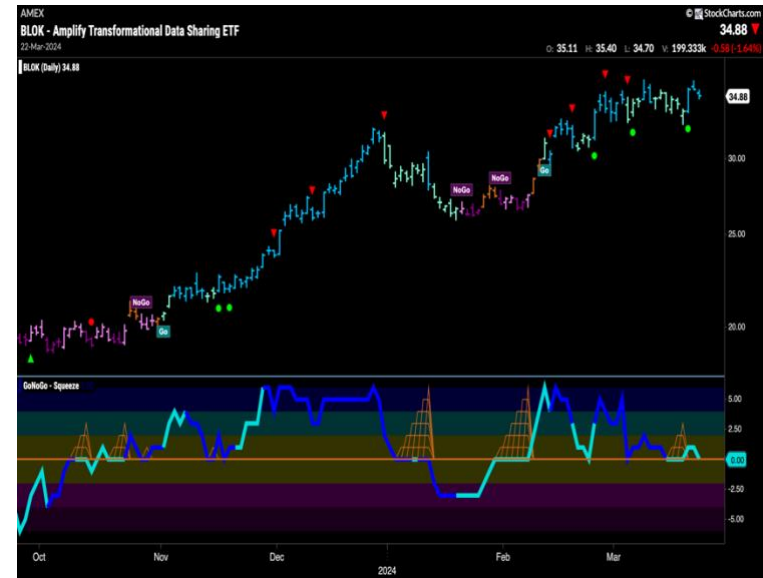 AMEX
© StockCharts.com
BLOK - Amplify Transformational Data Sharing ETF
34.88
22-Mar-2024
O: 35.11 H: 35.40 L: 34.70 V: 199.333k -0.58 (-1.64%)
BLOK (Daily) 34.88
34.88
30.00
NoGo
NoGo
Go
25.00
NoGo
Go
20.00
GoNoGo - Squeeze
5.00
2.50
0.00
-2.50
-5.00
Oct Nov Dec Feb Mar
2024